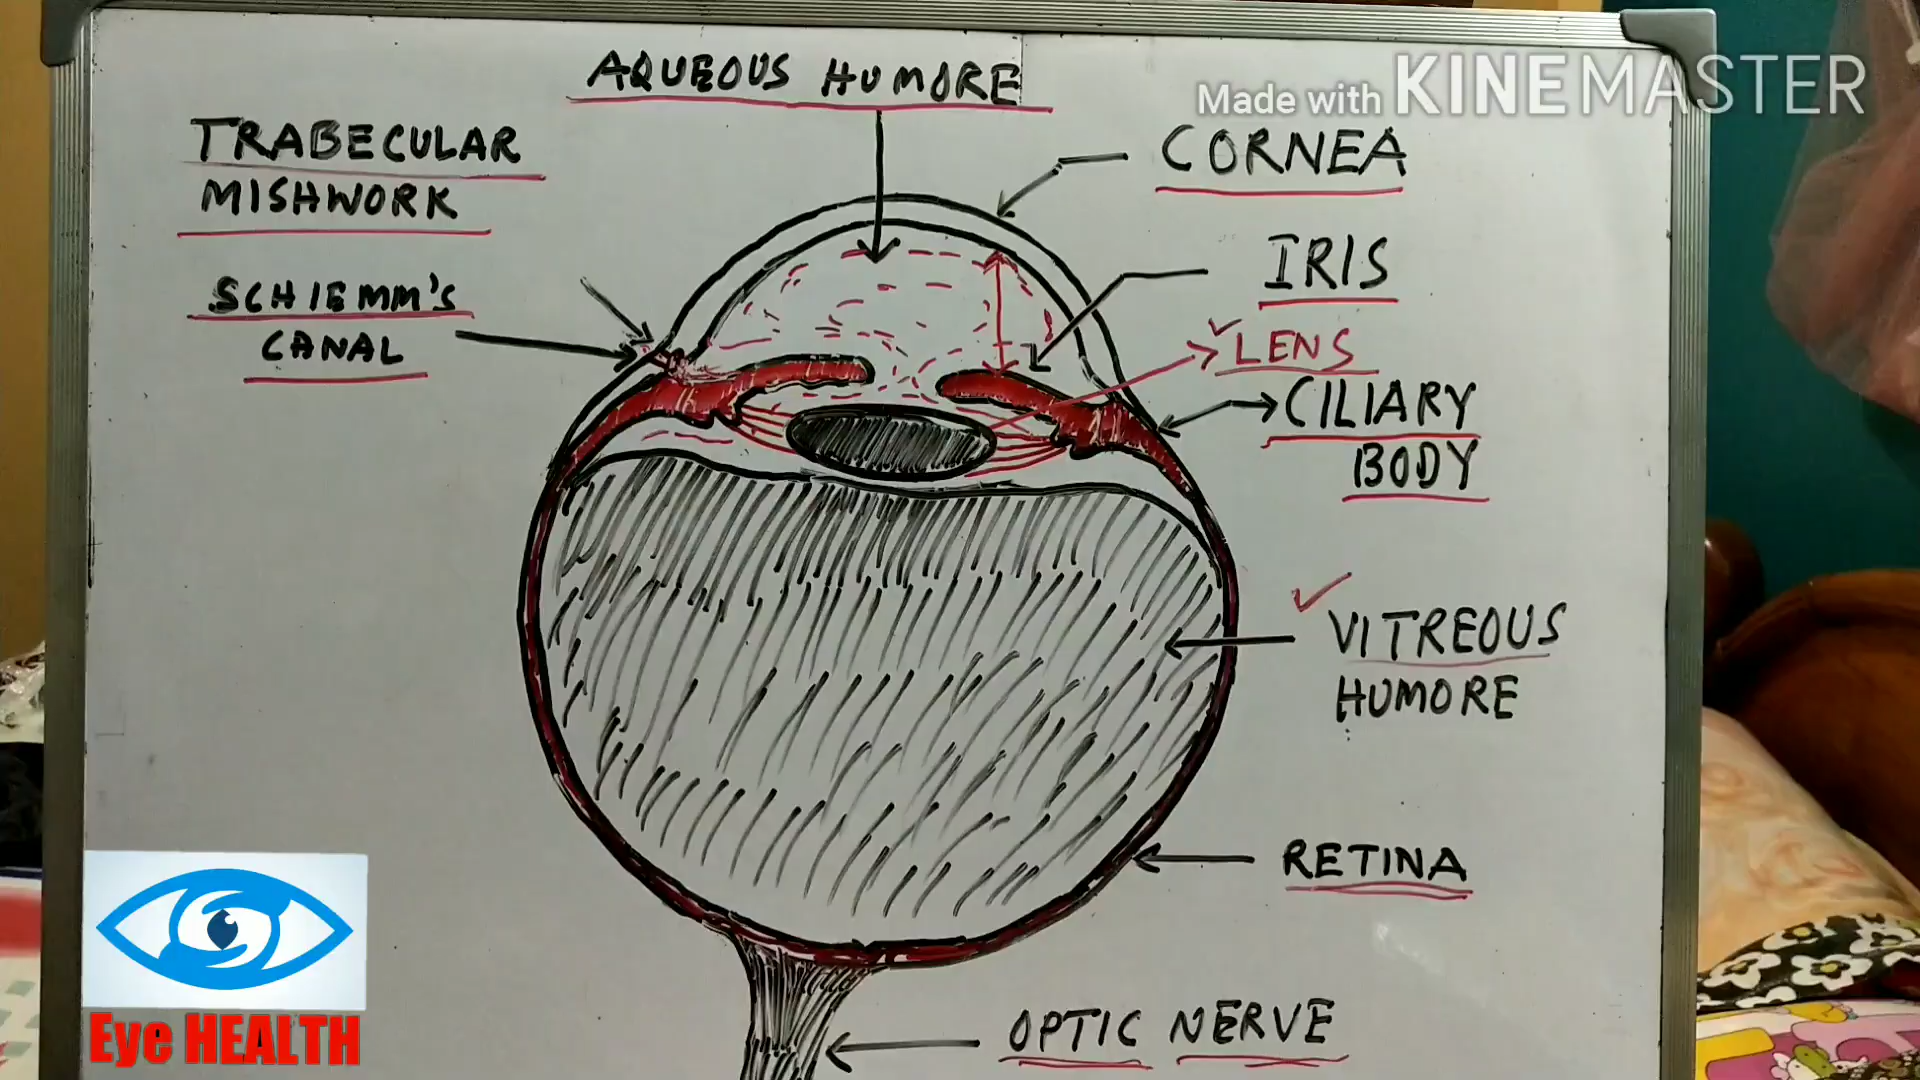 AQUEOUS HUMORE
Made with KINEMASTER
TRABECULAR
MISHWORK
CORNEA
IRIS
SCHIEMM'S
CANAL
LENS
CILIARY
BODY
VITREOUS
HUMORE
RETINA
OPTIC NERVE
Eye HEALTH